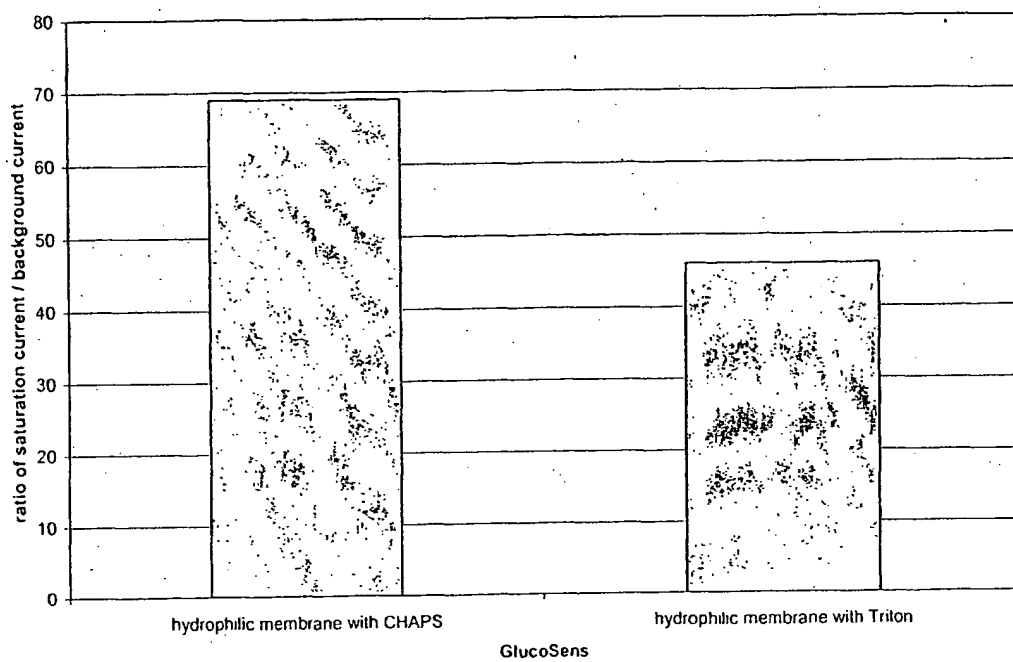 ratio of saturation current / background current
80
70
60
50
40
30
20
10
0
hydrophilic membrane with CHAPS
hydrophilic membrane with Triton
GlucoSens